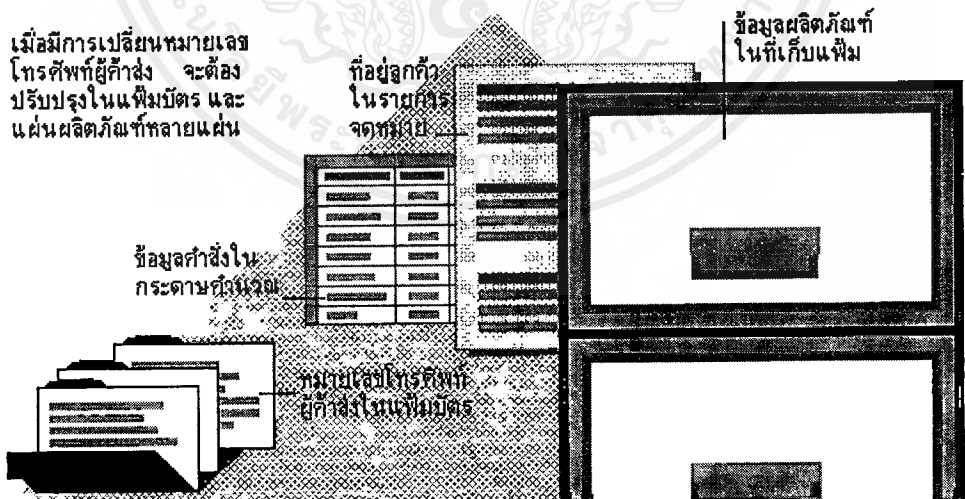 เมื่อมีการเปลี่ยนหมายเลข
โทรศัพท์ผู้ค้าส่ง จะต้อง
ปรับปรุงในแฟ้มบัตร และ
แผ่นผลิตภัณฑ์หลายแผ่น
ที่อยู่ลูกค้า
ในรายการ
จดหมาย
ข้อมูลผลิตภัณฑ์
ในที่เก็บแฟ้ม
ข้อมูลคำสั่งใน
กระดาษคำนวณ
หมายเลขโทรศัพท์
ผู้ค้าส่งในแฟ้มบัตร